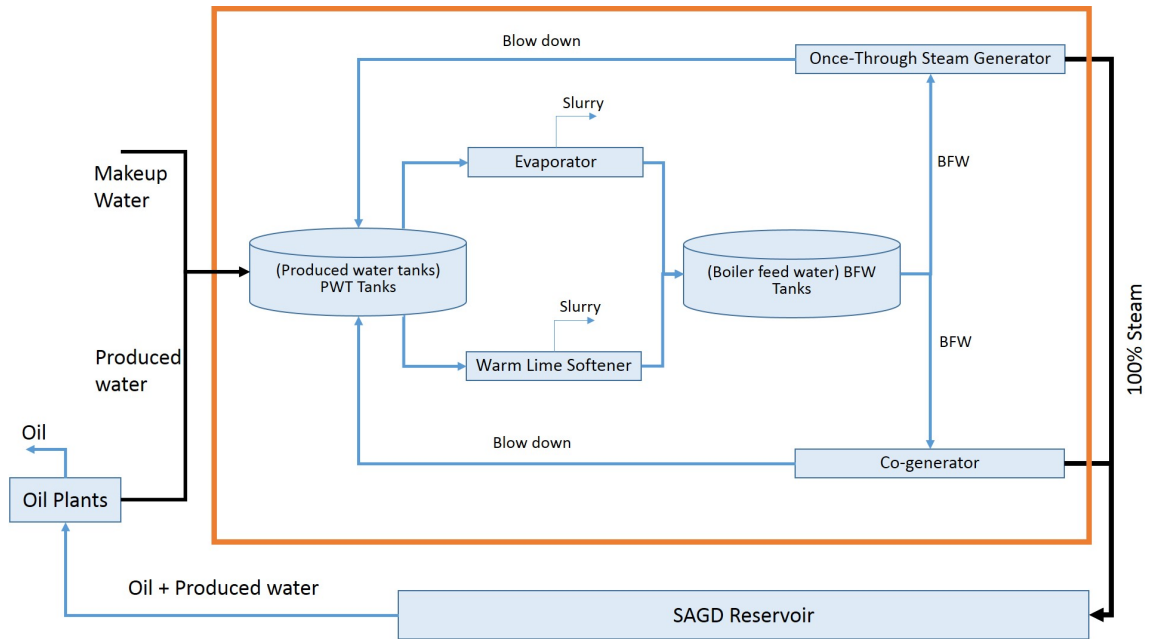 Blow down
Once-Through Steam Generator
Slurry
Evaporator
BFW
Makeup
Water
(Produced water tanks)
PWT Tanks
(Boiler feed water) BFW
Tanks
Slurry
Warm Lime Softener
BFW
100% Steam
Produced
water
Oil
Blow down
Co-generator
Oil Plants
Oil + Produced water
SAGD Reservoir